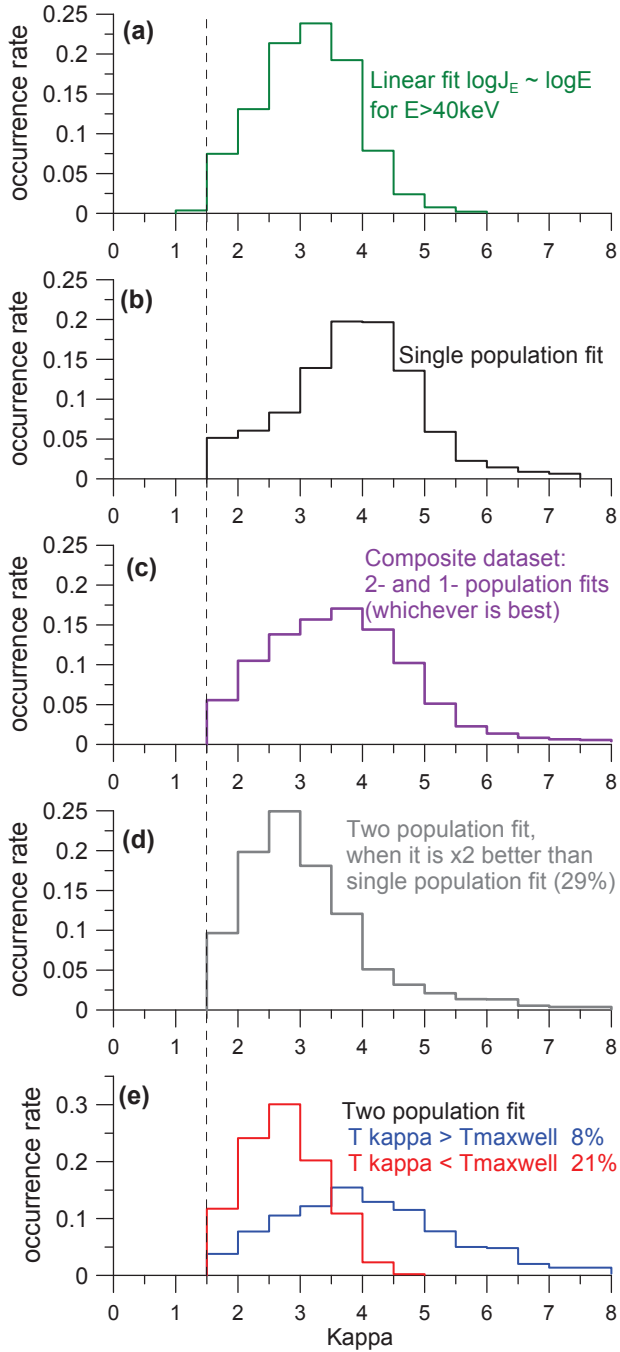 0.25
0.2
0.15
0.1
0.05
0
occurrence rate
(a)
Linear fit logJE ~ logE
for E>40keV
0 1 2 3 4 5 6 7 8
0.25
0.2
0.15
0.1
0.05
0
occurrence rate
(b)
Single population fit
0 1 2 3 4 5 6 7 8
0.25
0.2
0.15
0.1
0.05
0
occurrence rate
(c)
Composite dataset:
2- and 1- population fits
(whichever is best)
0 1 2 3 4 5 6 7 8
0.25
0.2
0.15
0.1
0.05
0
occurrence rate
(d)
Two population fit,
when it is x2 better than
single population fit (29%)
0 1 2 3 4 5 6 7 8
0.3
0.2
0.1
0
occurrence rate
(e)
Two population fit
T kappa > Tmaxwell 8%
T kappa < Tmaxwell 21%
0 1 2 3 4 5 6 7 8
Kappa